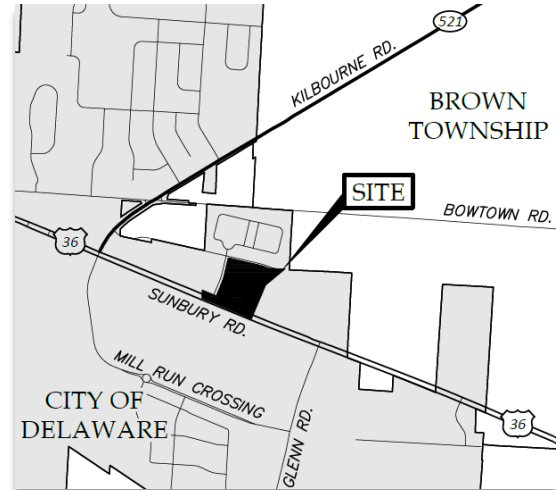 521
KILBOURNE RD.
BROWN
TOWNSHIP
SITE
BOWTOWN RD.
36
SUNBURY RD.
MILL RUN CROSSING
CITY OF
DELAWARE
GLENN RD.
36